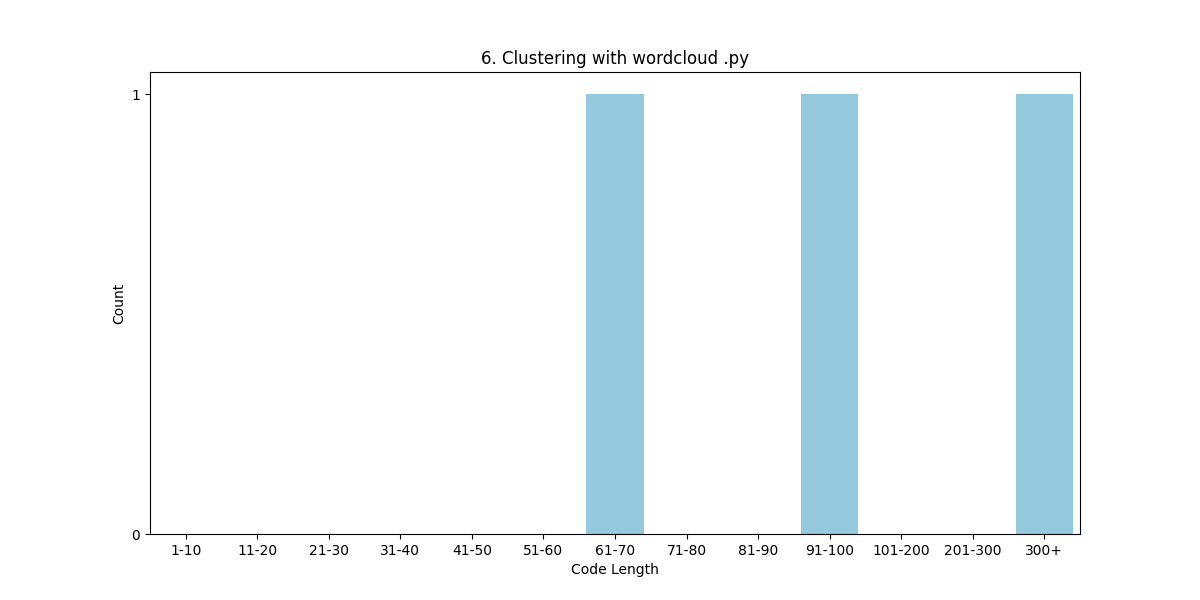 6. Clustering with wordcloud .py
1
Count
0
1-10 11-20 21-30 31-40 41-50 51-60 61-70 71-80 81-90 91-100 101-200 201-300 300+
Code Length